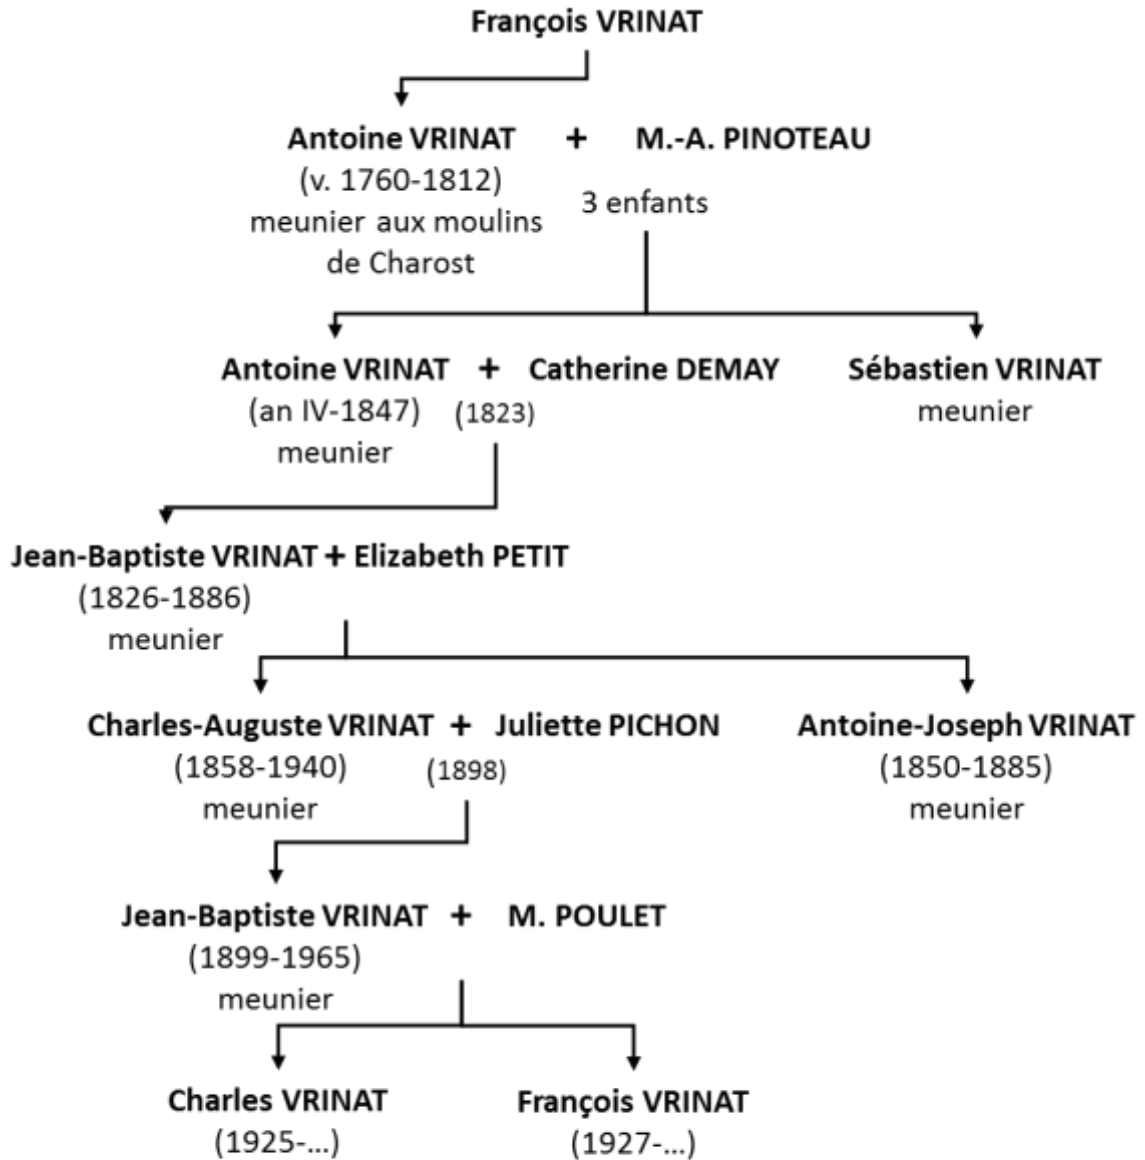 François VRINAT
Antoine VRINAT + M.-A. PINOTEAU
(v. 1760-1812)
3 enfants
meunier aux moulins
de Charost
Antoine VRINAT + Catherine DEMAY Sébastien VRINAT
(an IV-1847) (1823) meunier
meunier
Jean-Baptiste VRINAT + Elizabeth PETIT
(1826-1886)
meunier
Charles-Auguste VRINAT + Juliette PICHON Antoine-Joseph VRINAT
(1858-1940) (1898) (1850-1885)
meunier meunier
Jean-Baptiste VRINAT + M. POULET
(1899-1965)
meunier
Charles VRINAT François VRINAT
(1925-...) (1927-...)